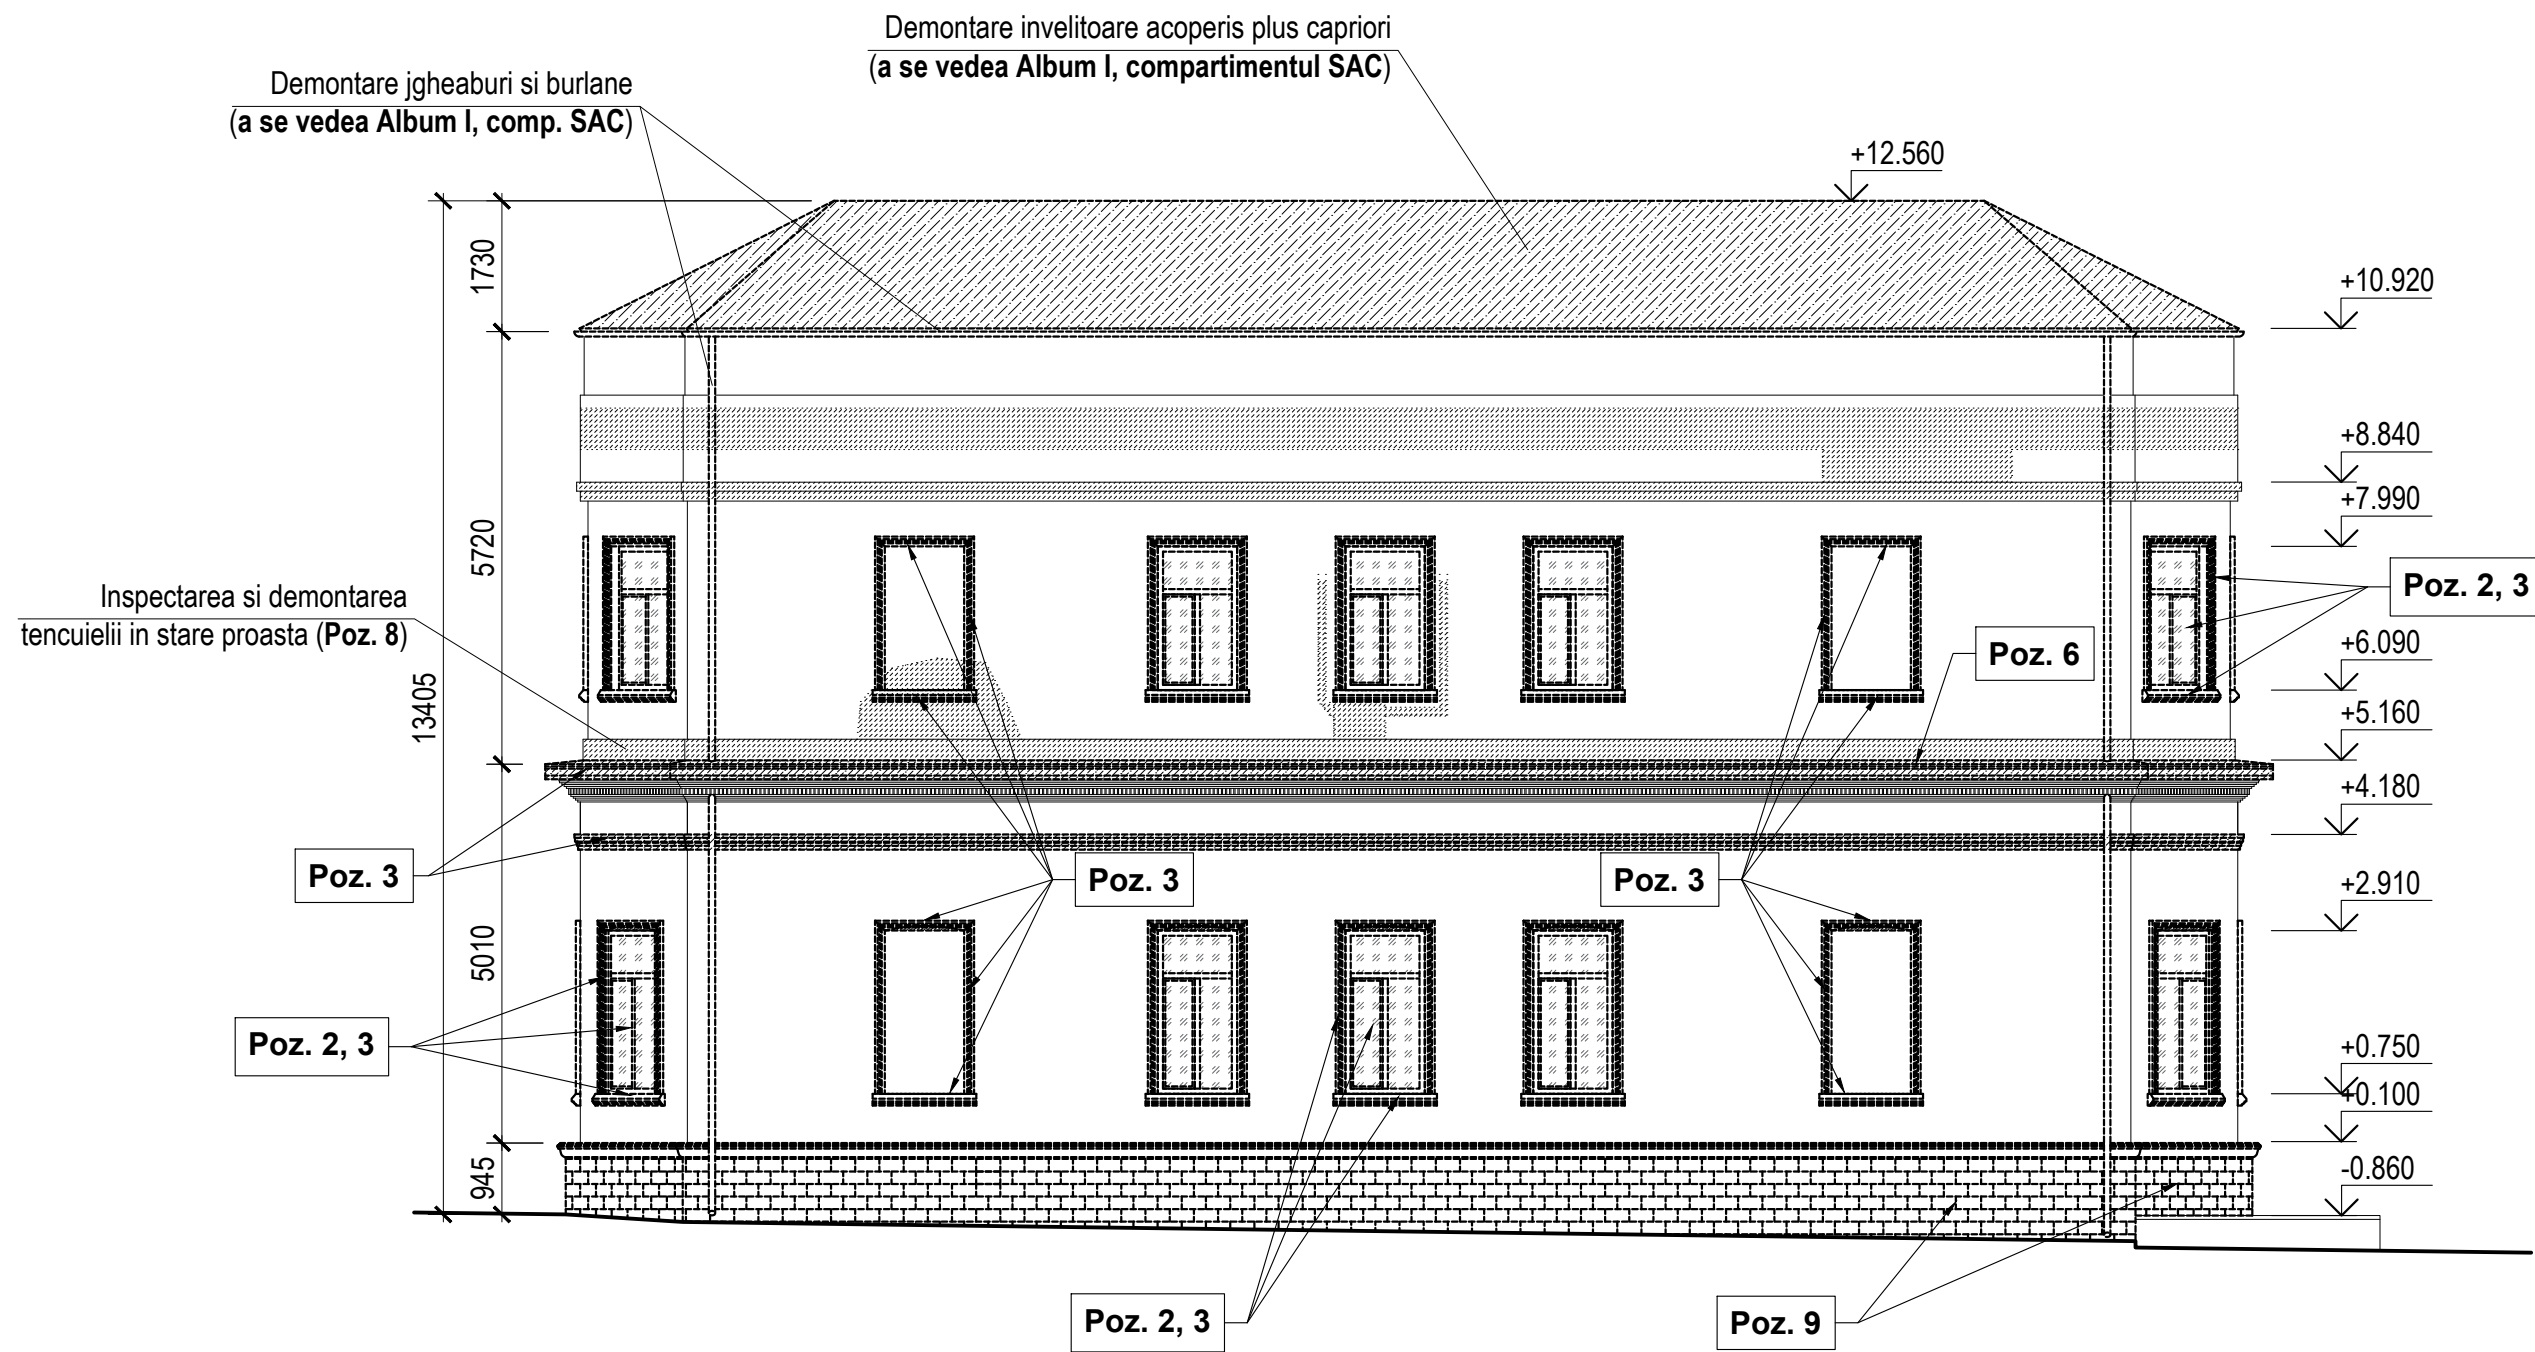 Demontare invelitoare acoperis plus capriori
(a se vedea Album I, compartimentul SAC)
Demontare jgheaburi si burlane
(a se vedea Album I, comp. SAC)
+12.560
1730
+10.920
+8.840
+7.990
5720
Inspectarea si demontarea
tencuielii in stare proasta (Poz. 8)
Poz. 2, 3
Poz. 6
+6.090
13405
+5.160
+4.180
Poz. 3
Poz. 3
Poz. 3
+2.910
5010
Poz. 2, 3
+0.750
+0.100
945
-0.860
Poz. 2, 3
Poz. 9